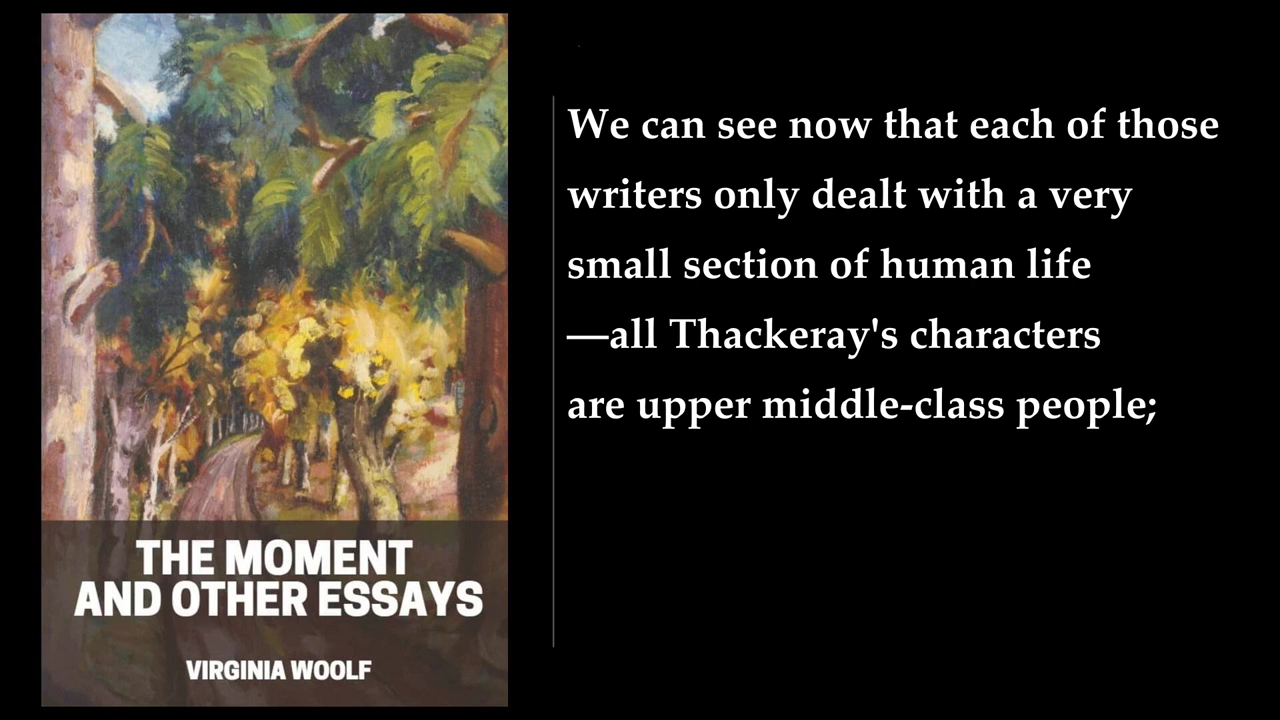 We can see now that each of those
writers only dealt with a very
small section of human life
—all Thackeray's characters
are upper middle-class people;
THE MOMENT
AND OTHER ESSAYS
VIRGINIA WOOLF